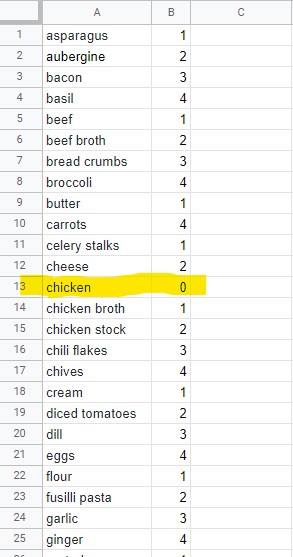 A B C
1 asparagus 1
2 aubergine 2
3 bacon 3
4 basil 4
5 beef 1
6 beef broth 2
7 bread crumbs 3
8 broccoli 4
9 butter 1
10 carrots 4
11 celery stalks 1
12 cheese 2
13 chicken 0
14 chicken broth 1
15 chicken stock 2
16 chili flakes 3
17 chives 4
18 cream 1
19 diced tomatoes 2
20 dill 3
21 eggs 4
22 flour 1
23 fusilli pasta 2
24 garlic 3
25 ginger 4